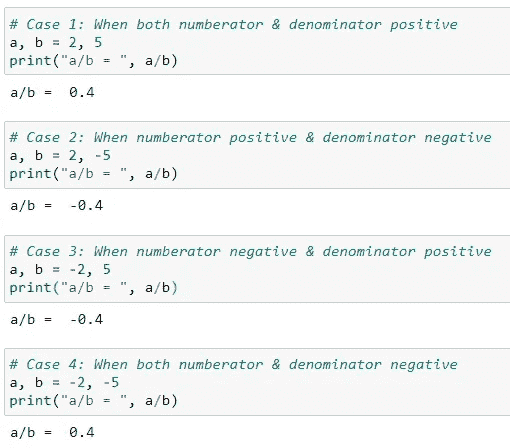 # Case 1: When both numberator & denominator positive
a, b = 2, 5
print("a/b = ", a/b)
a/b =  0.4
# Case 2: When numberator positive & denominator negative
a, b = 2, -5
print("a/b = ", a/b)
a/b =  -0.4
# Case 3: When numberator negative & denominator positive
a, b = -2, 5
print("a/b = ", a/b)
a/b =  -0.4
# Case 4: When both numberator & denominator negative
a, b = -2, -5
print("a/b = ", a/b)
a/b =  0.4